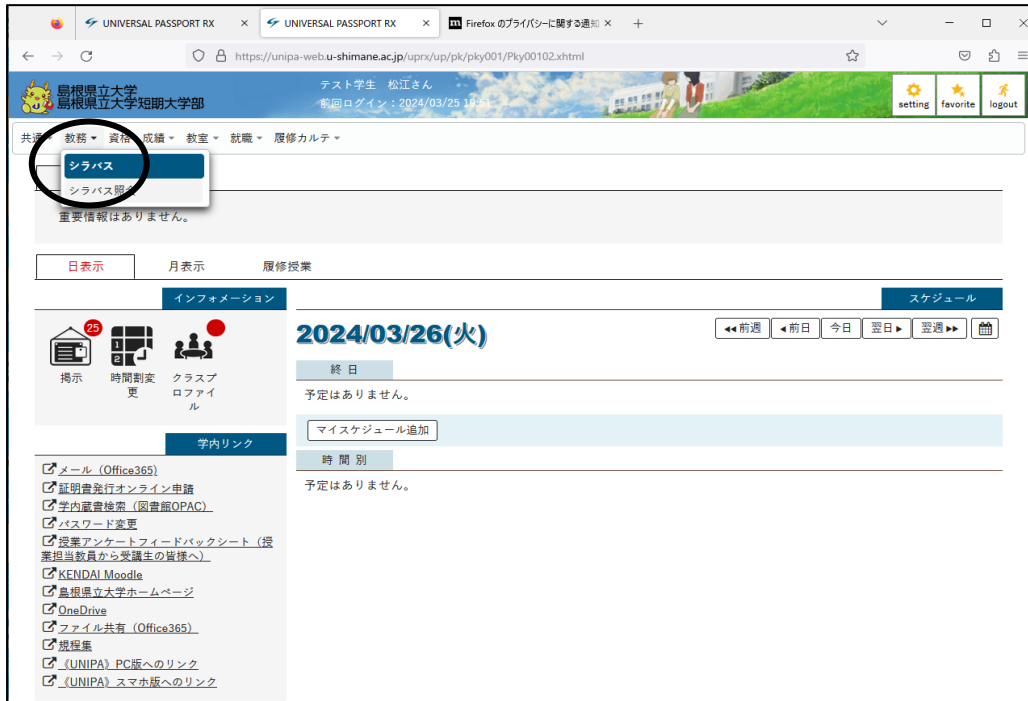 UNIVERSAL PASSPORT RX × UNIVERSAL PASSPORT RX × m Firefox のプライバシーに関する通知 × +
https://unipa-web.u-shimane.ac.jp/uprx/up/pk/pky001/Pky00102.xhtml
島根県立大学
島根県立大学短期大学部
テスト学生 松江さん
前回ログイン：2024/03/25
setting favorite logout
教務 資格 成績 教室 就職 履修カルテ
シラバス
シラバス照会
重要情報はありません。
日表示 月表示 履修授業
インフォメーション
25
掲示
時間割変更
クラスプロファイル
学内リンク
メール（Office365)
証明書発行オンライン申請
学内蔵書検索（図書館OPAC）
パスワード変更
授業アンケートフィードバックシート（授
業担当教員から受講生の皆様へ）
KENDAI Moodle
島根県立大学ホームページ
OneDrive
ファイル共有（Office365）
規程集
《UNIPA》PC版へのリンク
《UNIPA》スマホ版へのリンク
スケジュール
2024/03/26(火)
前週 前日 今日 翌日 翌週
終日
予定はありません。
マイスケジュール追加
時間別
予定はありません。